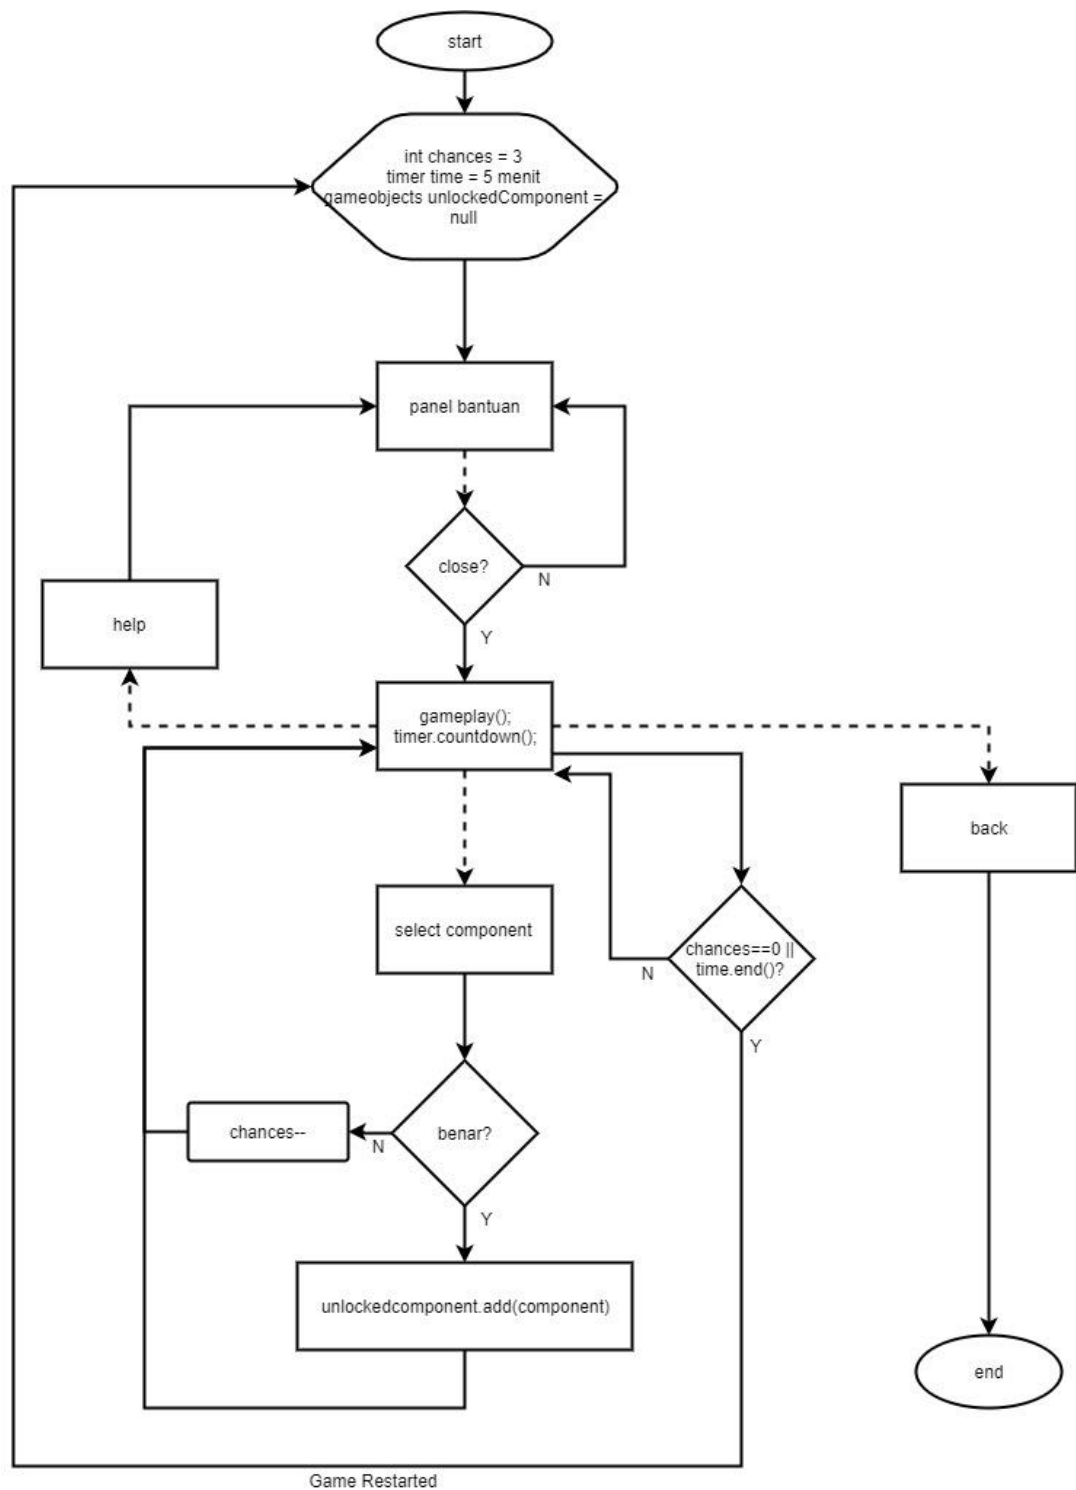 start
int chances = 3
timer time = 5 menit
gameobjects unlockedComponent =
null
panel bantuan
close?
N
help
Y
gameplay();
timer.countdown();
back
select component
chances==0 ||
time.end()?
N
Y
benar?
chances--
N
Y
unlockedcomponent.add(component)
end
Game Restarted